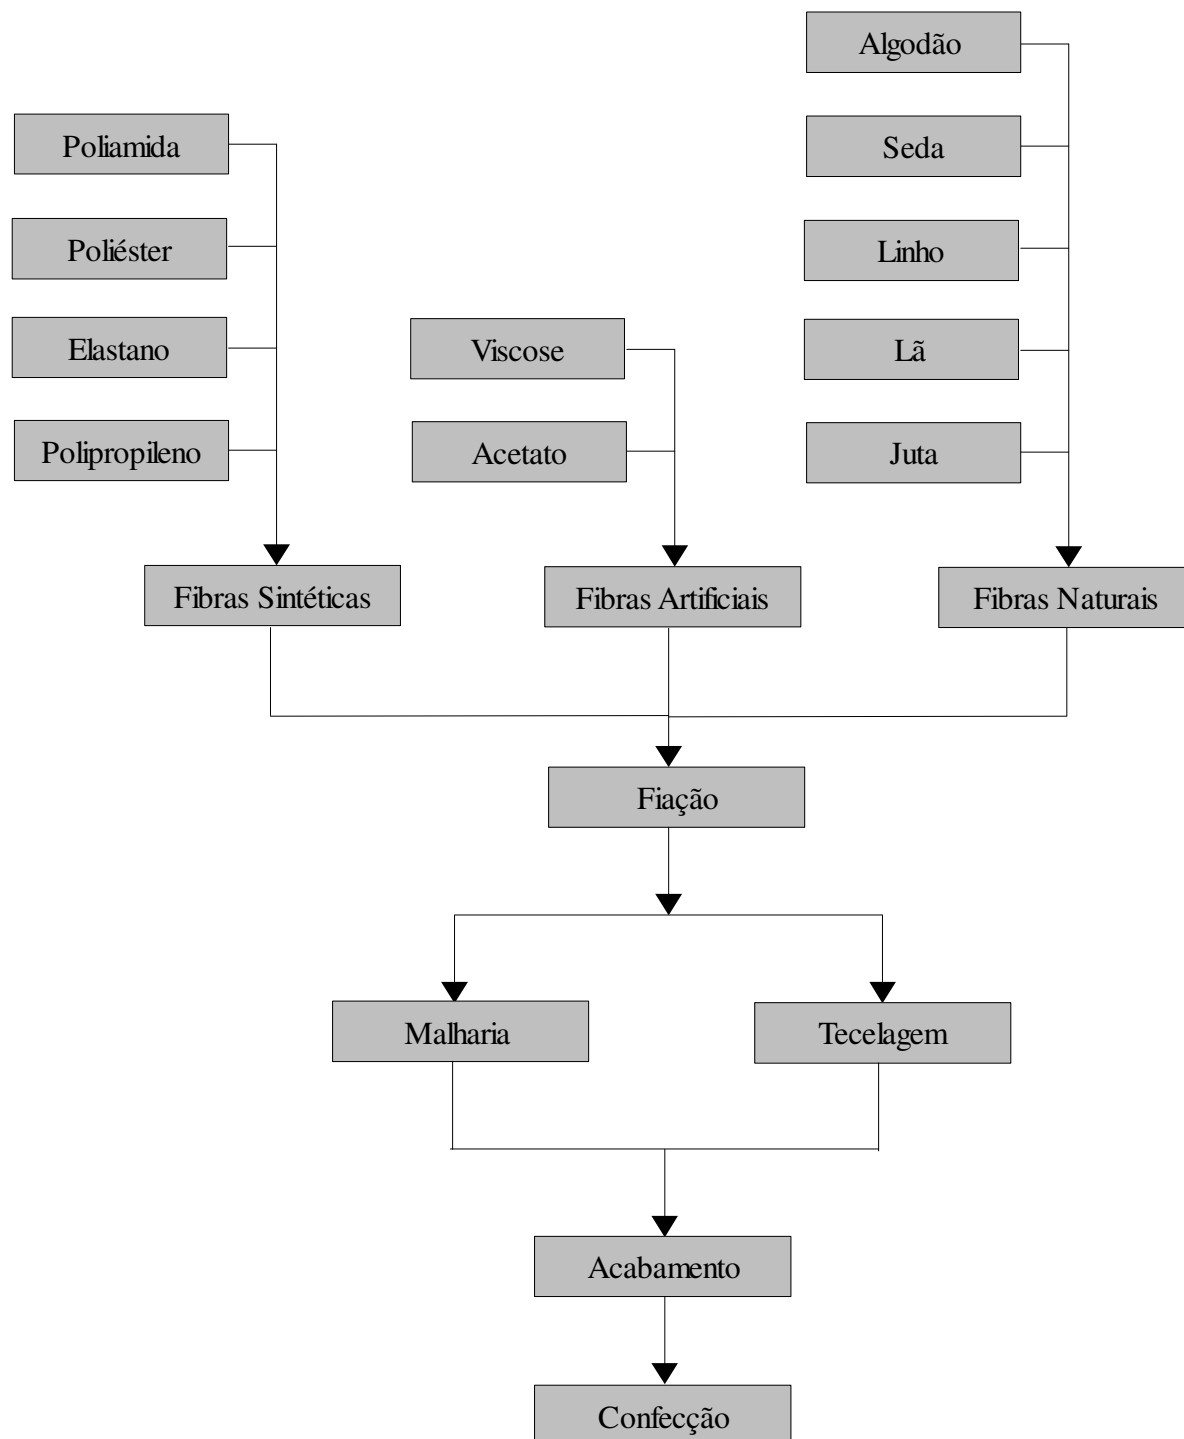 Algodão
Poliamida
Seda
Poliéster
Linho
Elastano
Viscose
Lã
Polipropileno
Acetato
Juta
Fibras Sintéticas
Fibras Artificiais
Fibras Naturais
Fiação
Malharia
Tecelagem
Acabamento
Confecção